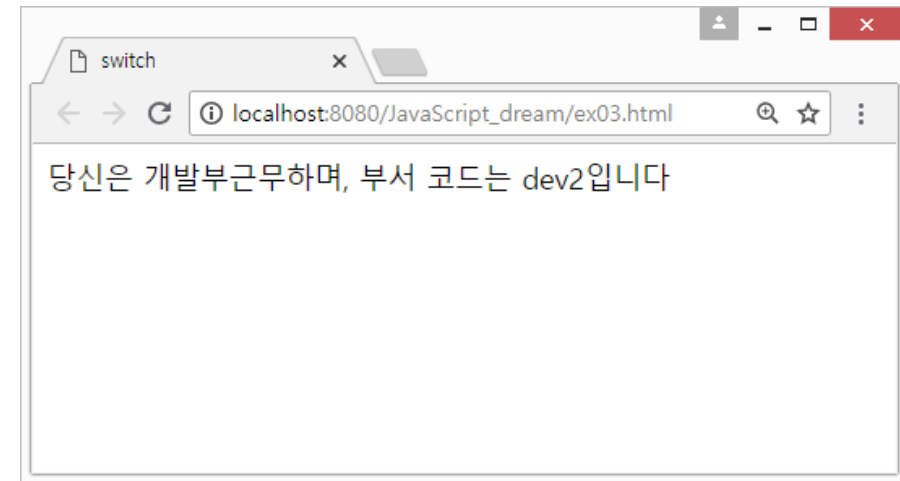 switch
localhost:8080/JavaScript_dream/ex03.html
당신은 개발부근무하며, 부서 코드는 dev2입니다